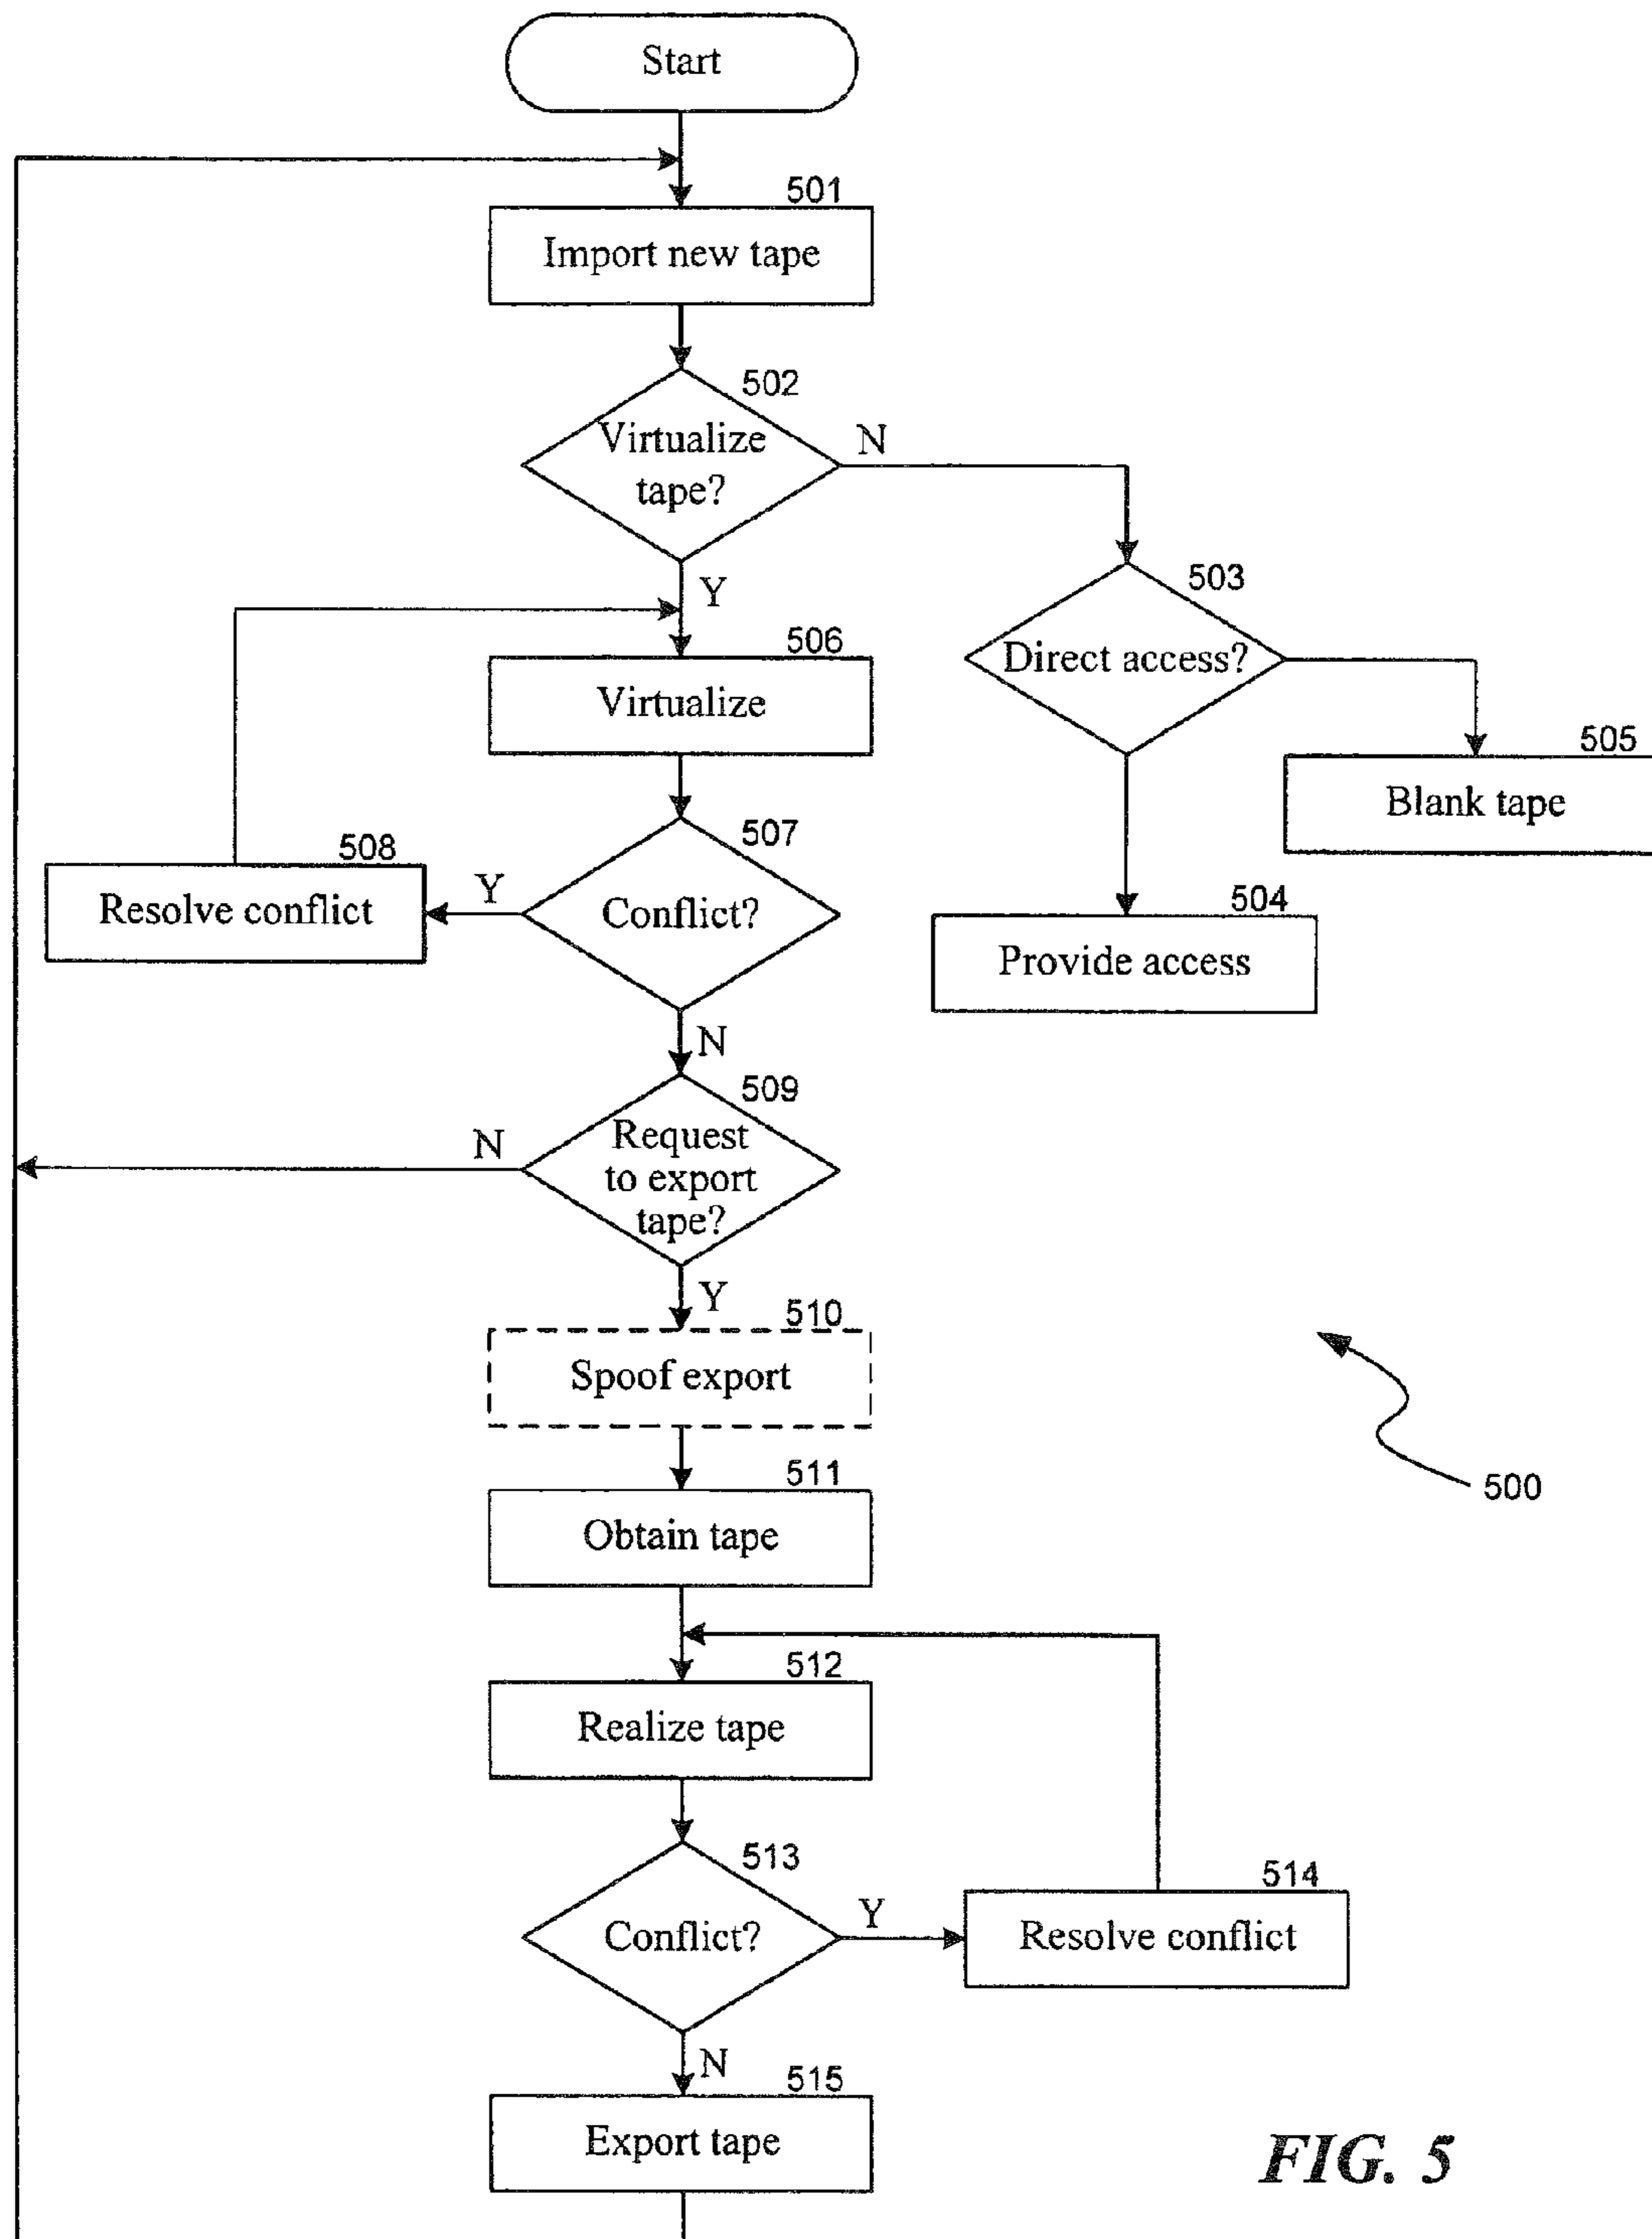 Start
501
Import new tape
502
Virtualize
tape?
N
Y
503
Direct access?
506
Virtualize
505
Blank tape
507
Conflict?
Y
508
Resolve conflict
504
Provide access
N
509
Request
to export
tape?
N
Y
510
Spoof export
500
511
Obtain tape
512
Realize tape
513
Conflict?
Y
514
Resolve conflict
N
515
Export tape
FIG. 5